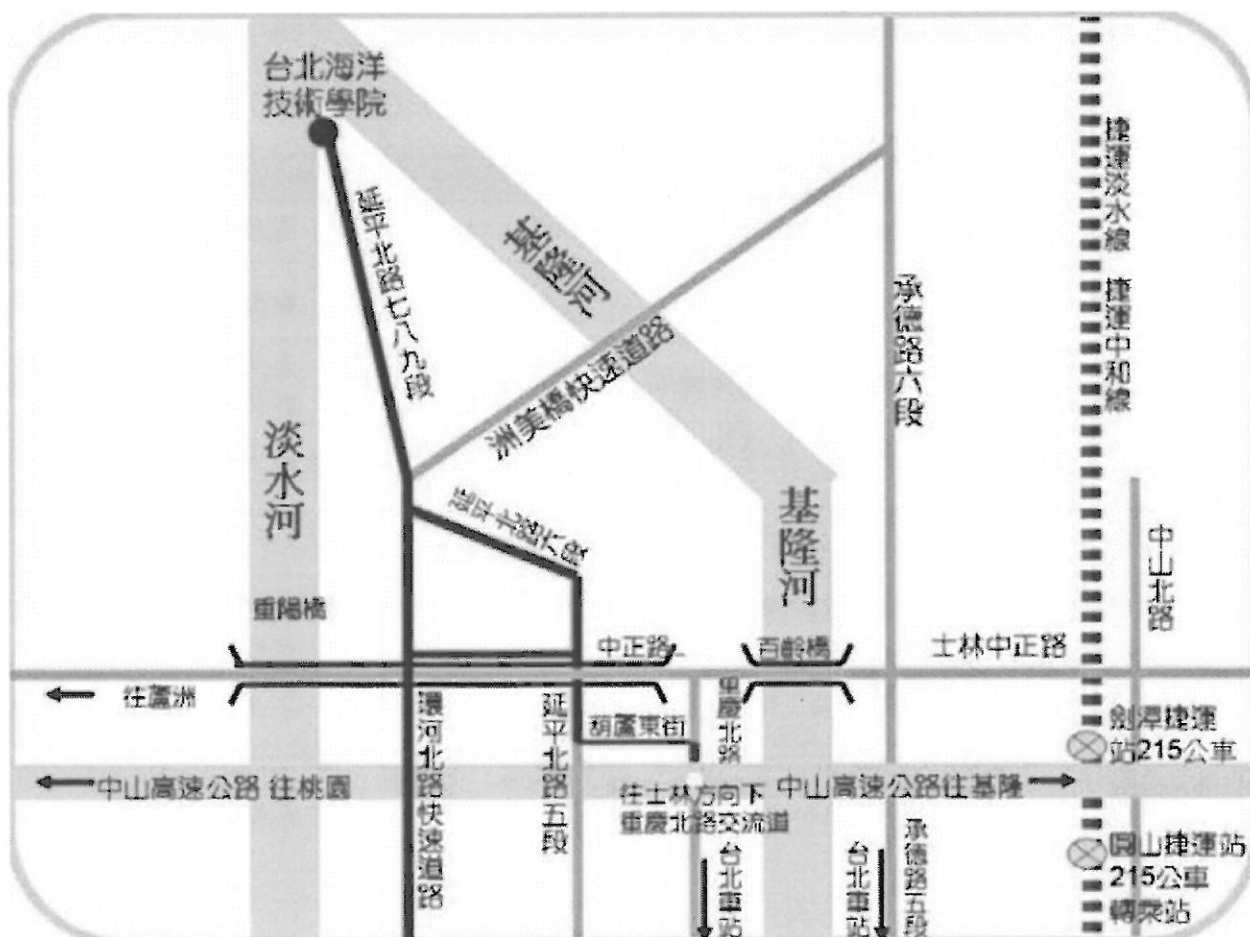 台北海洋
技術學院
延平北路七八九段
基隆河
洲美橋快速道路
承德路六段
捷運淡水線 捷運中和線
淡水河
延平北路六段
基隆河
中山北路
重陽橋
中正路
百齡橋
士林中正路
往蘆洲
環河北路快速道路
延平北路五段
葫蘆東街
重慶北路
劍潭捷運
站215公車
中山高速公路 往桃園
往士林方向下
重慶北路交流道
中山高速公路往基隆
台北車站
台北車站
承德路五段
圓山捷運站
215公車
轉乘站